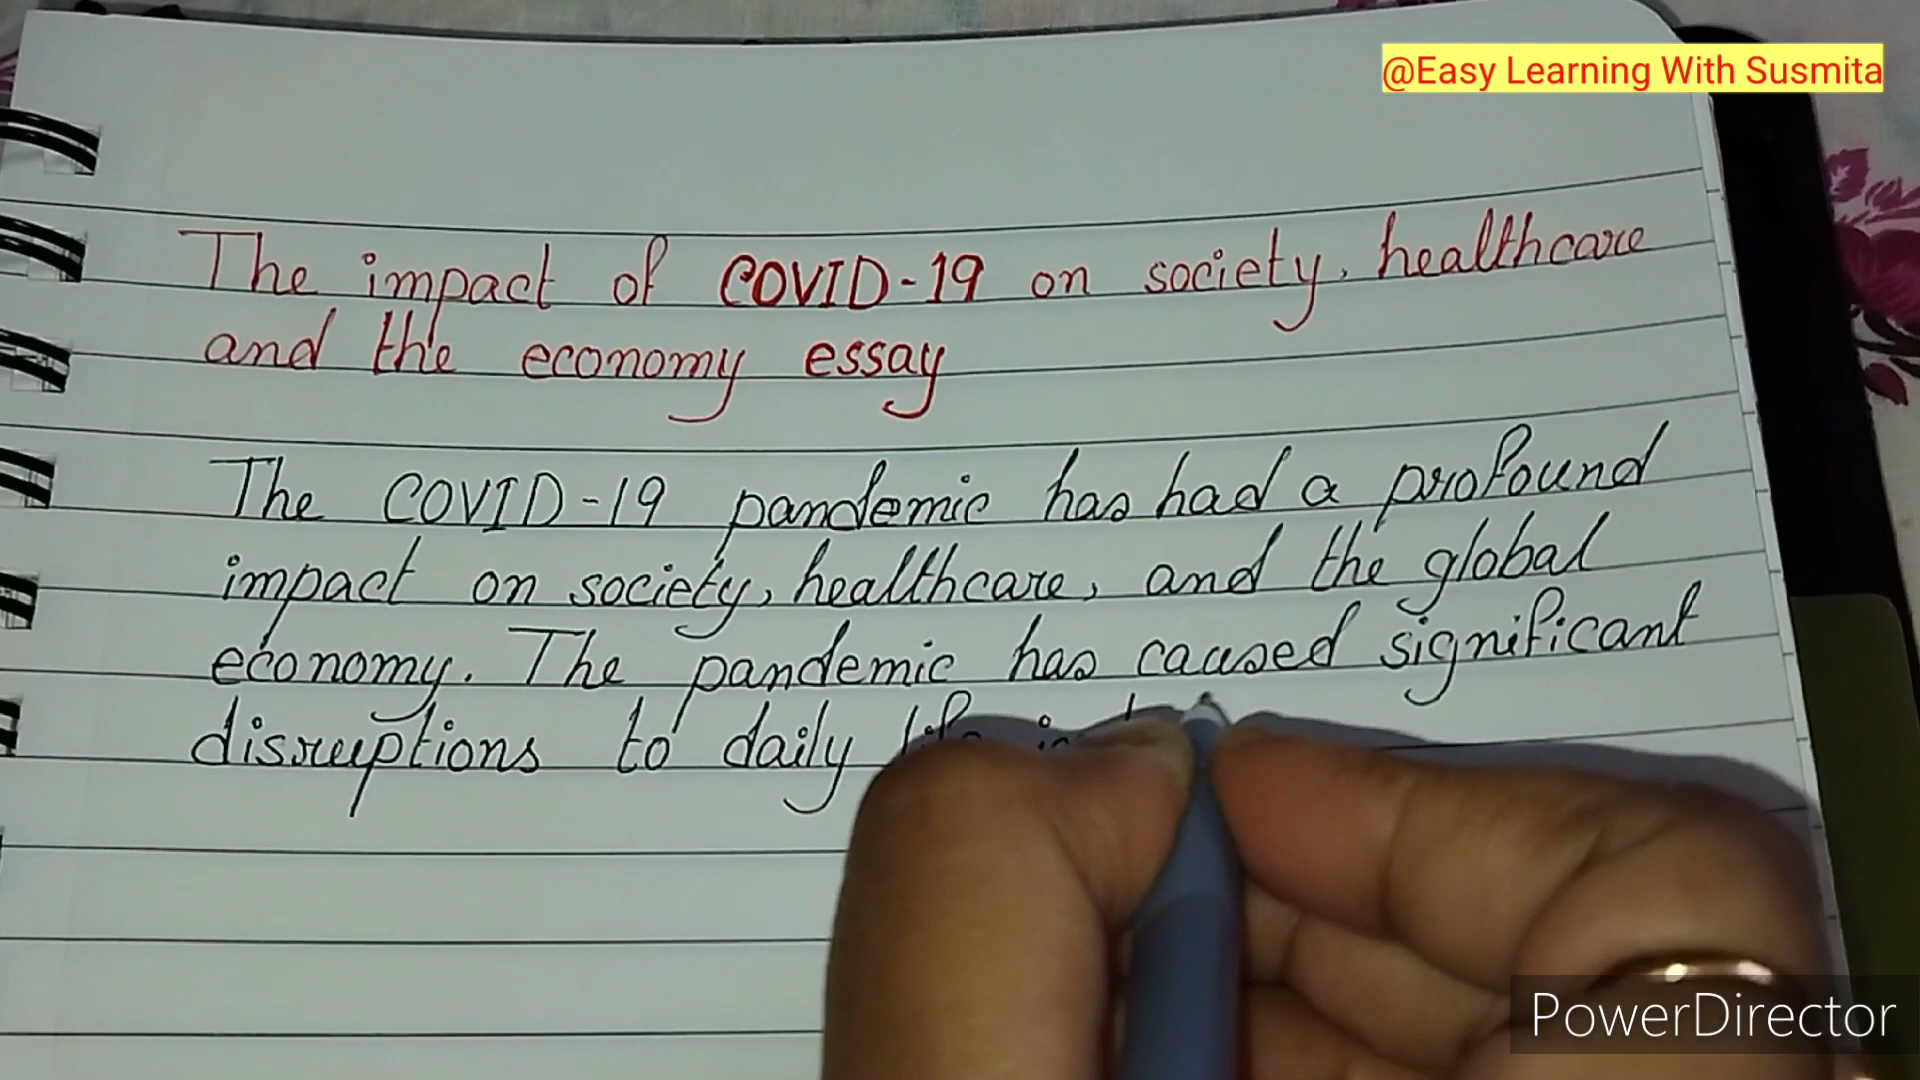 @Easy Learning With Susmita
The impact of COVID-19 on society, healthcare
and the economy essay
The COVID-19 pandemic has had a profound
impact on society, healthcare, and the global
economy. The pandemic has caused significant
disruptions to daily life
PowerDirector